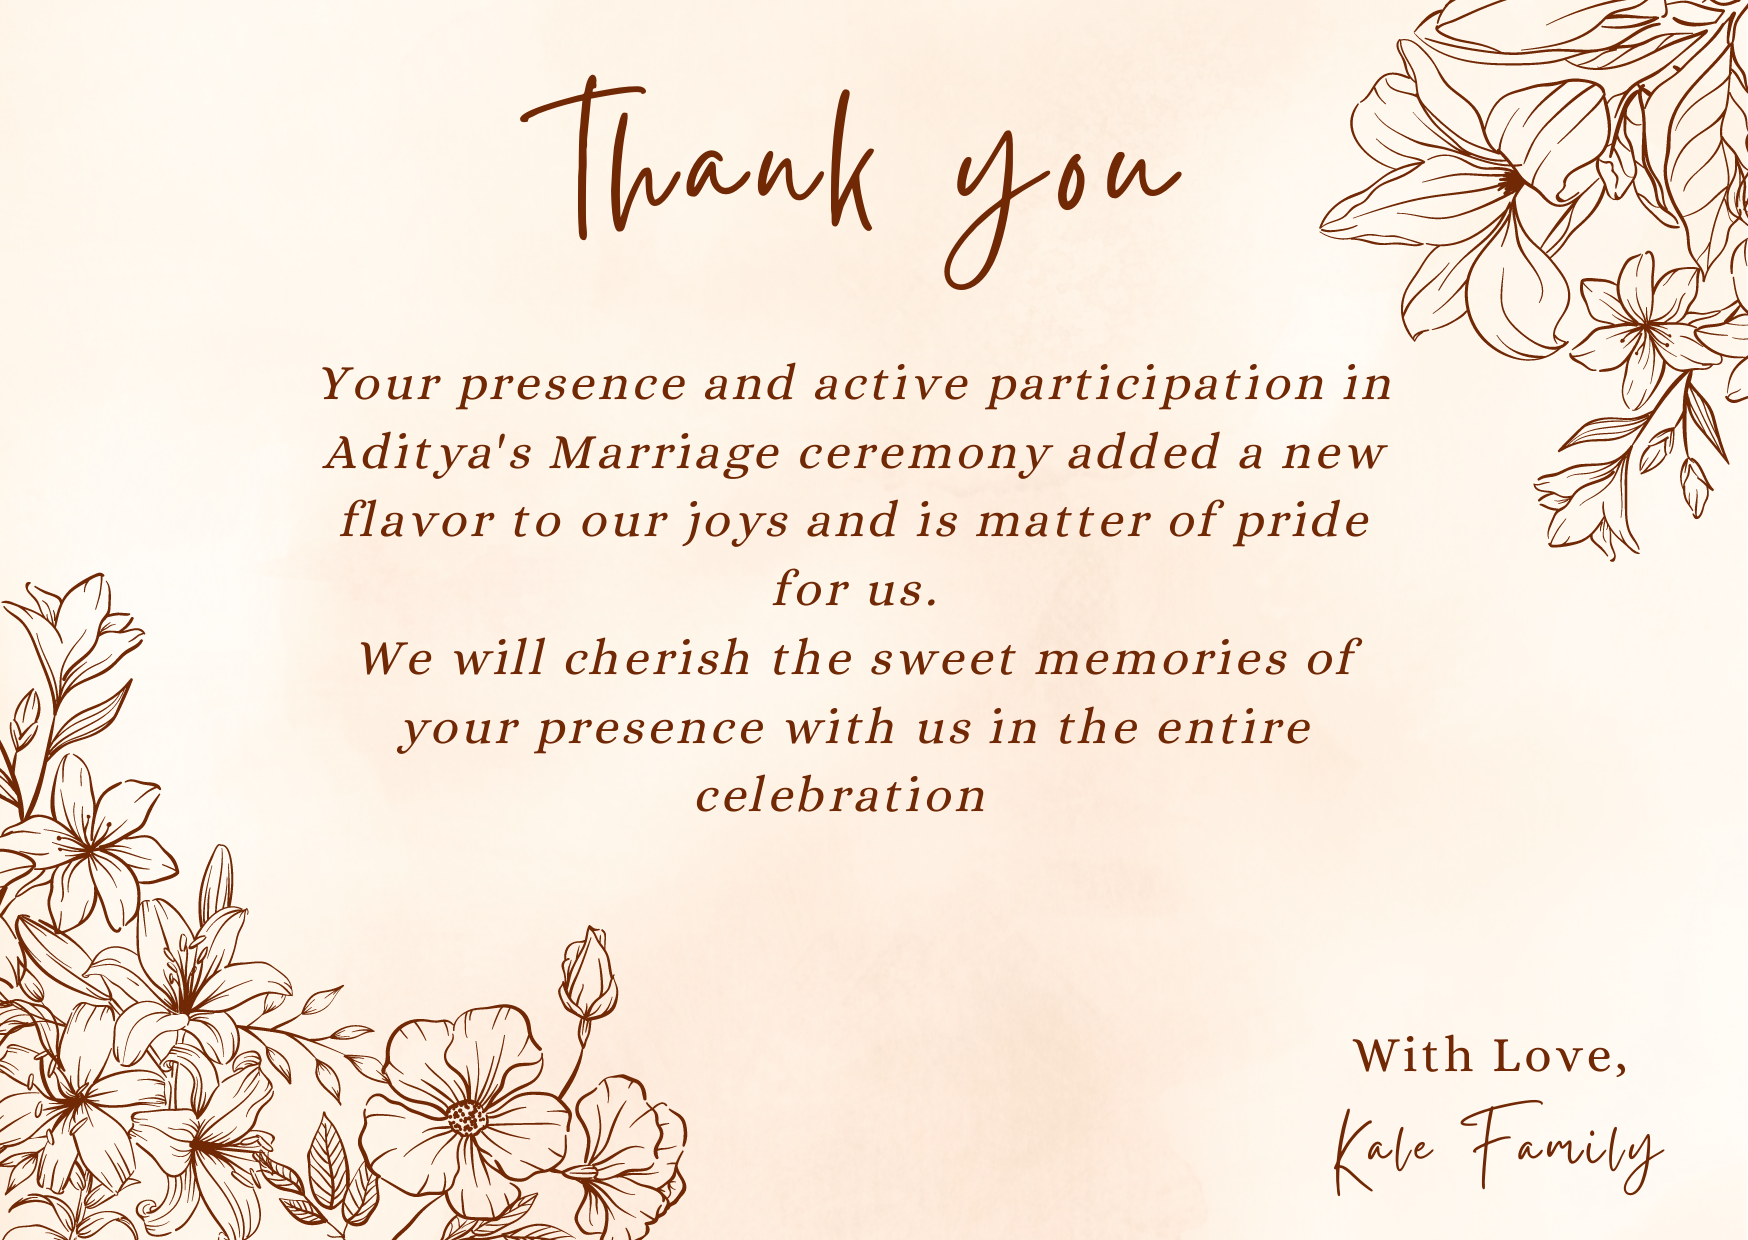 Thank you
Your presence and active participation in
Aditya's Marriage ceremony added a new
flavor to our joys and is matter of pride
for us.
We will cherish the sweet memories of
your presence with us in the entire
celebration
With Love,
Kale Family